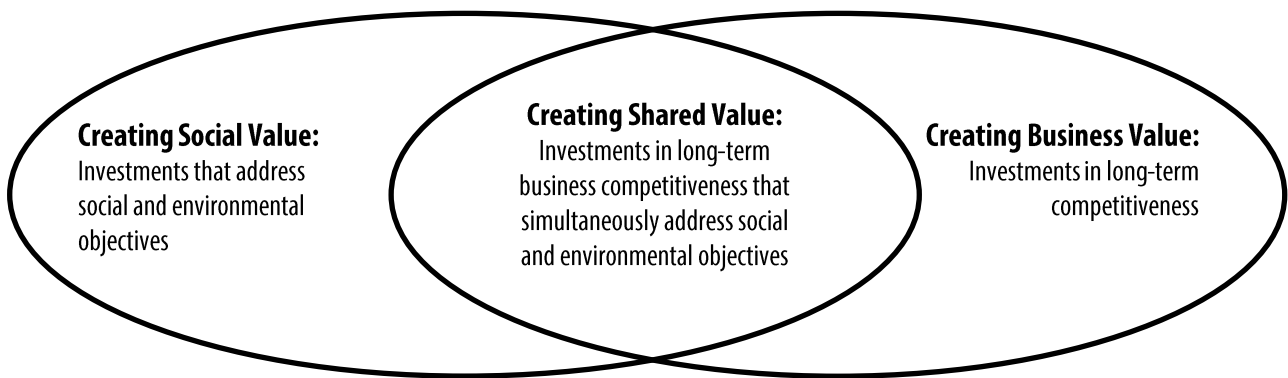 Creating Social Value:
Investments that address
social and environmental
objectives
Creating Shared Value:
Investments in long-term
business competitiveness that
simultaneously address social
and environmental objectives
Creating Business Value:
Investments in long-term
competitiveness